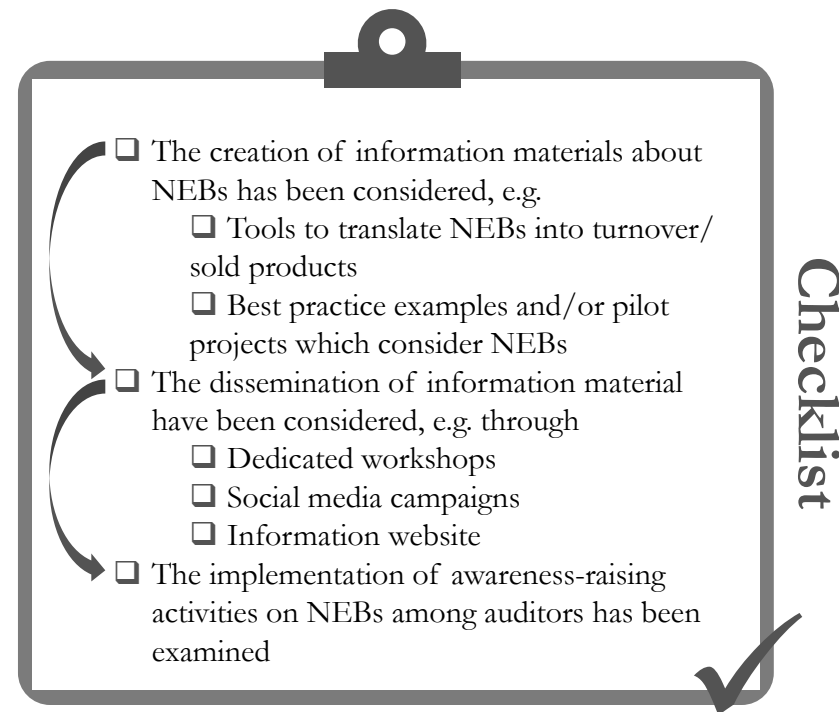 ❑ The creation of information materials about
NEBs has been considered, e.g.
❑ Tools to translate NEBs into turnover/
sold products
❑ Best practice examples and/or pilot
projects which consider NEBs
❑ The dissemination of information material
have been considered, e.g. through
❑ Dedicated workshops
❑ Social media campaigns
❑ Information website
❑ The implementation of awareness-raising
activities on NEBs among auditors has been
examined
Checklist